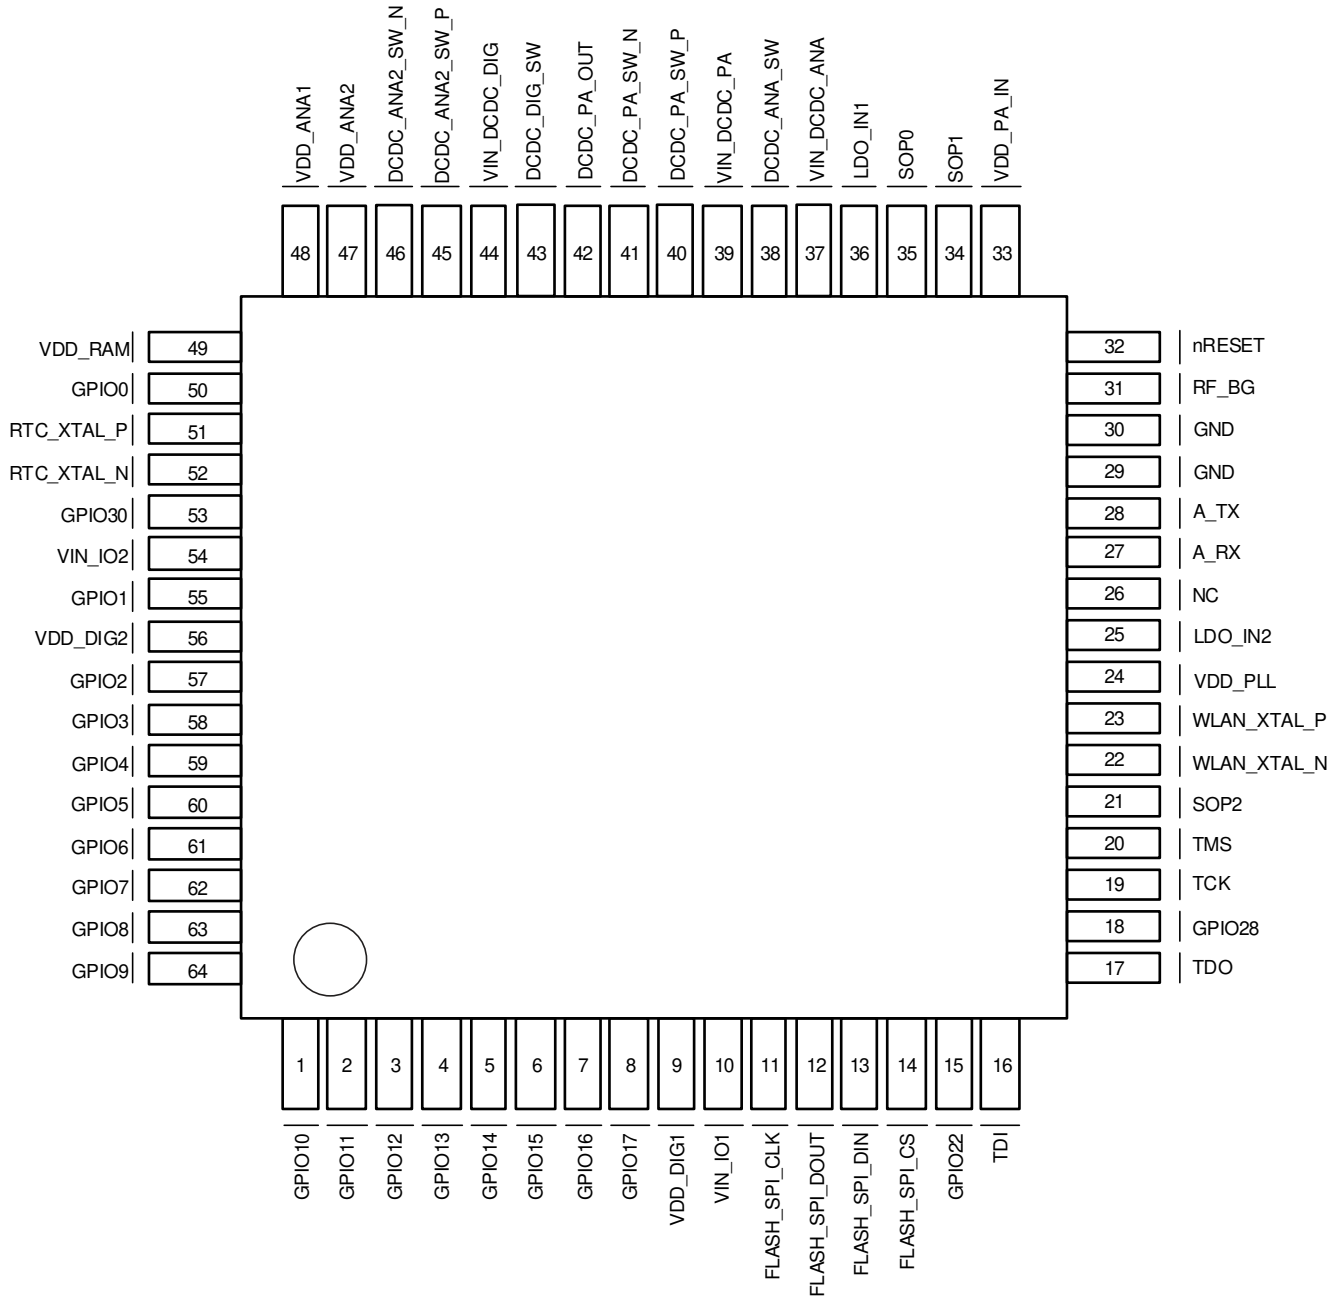 VDD_ANA1
VDD_ANA2
DCDC_ANA2_SW_N
DCDC_ANA2_SW_P
VIN_DCDC_DIG
DCDC_DIG_SW
DCDC_PA_OUT
DCDC_PA_SW_N
DCDC_PA_SW_P
VIN_DCDC_PA
DCDC_ANA_SW
VIN_DCDC_ANA
LDO_IN1
SOP0
SOP1
VDD_PA_IN
48 47 46 45 44 43 42 41 40 39 38 37 36 35 34 33
VDD_RAM 49
GPIO0 50
RTC_XTAL_P 51
RTC_XTAL_N 52
GPIO30 53
VIN_IO2 54
GPIO1 55
VDD_DIG2 56
GPIO2 57
GPIO3 58
GPIO4 59
GPIO5 60
GPIO6 61
GPIO7 62
GPIO8 63
GPIO9 64
32 nRESET
31 RF_BG
30 GND
29 GND
28 A_TX
27 A_RX
26 NC
25 LDO_IN2
24 VDD_PLL
23 WLAN_XTAL_P
22 WLAN_XTAL_N
21 SOP2
20 TMS
19 TCK
18 GPIO28
17 TDO
1 2 3 4 5 6 7 8 9 10 11 12 13 14 15 16
GPIO10
GPIO11
GPIO12
GPIO13
GPIO14
GPIO15
GPIO16
GPIO17
VDD_DIG1
VIN_IO1
FLASH_SPI_CLK
FLASH_SPI_DOUT
FLASH_SPI_DIN
FLASH_SPI_CS
GPIO22
TDI